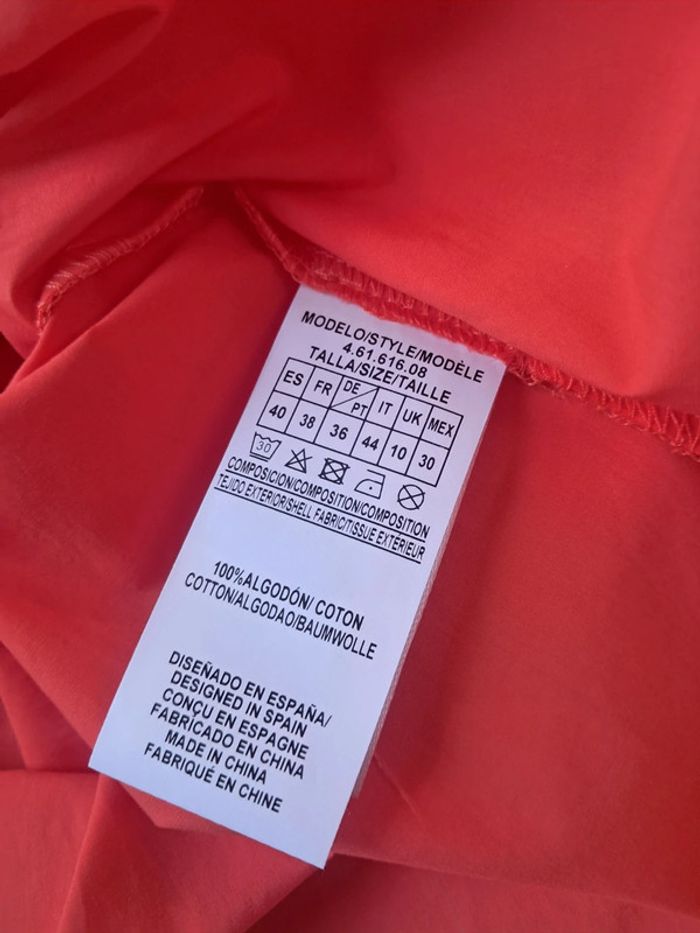 MODELO/STYLE/MODÈLE
4.61.616.08
TALLA/SIZE/TAILLE
ES FR DE PT IT UK MEX
40 38 36 44 10 30
30
COMPOSICION/COMPOSITION/COMPOSITION
TEJIDO EXTERIOR/SHELL FABRIC/TISSUE EXTÉRIEUR
100%ALGODÓN/ COTON
COTTON/ALGODAO/BAUMWOLLE
DISEÑADO EN ESPAÑA/
DESIGNED IN SPAIN
CONÇU EN ESPAGNE
FABRICADO EN CHINA
MADE IN CHINA
FABRIQUÉ EN CHINE